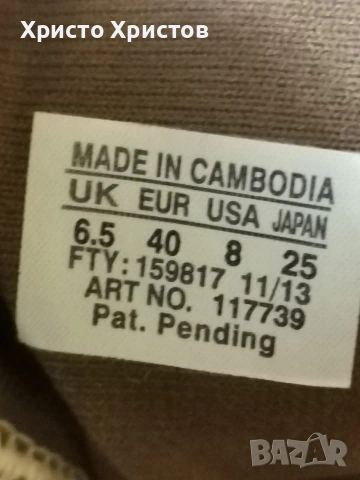 Христо Христов
MADE IN CAMBODIA
UK EUR USA JAPAN
6.5 40 8 25
FTY: 159817 11/13
ART NO. 117739
Pat. Pending
BAZAR